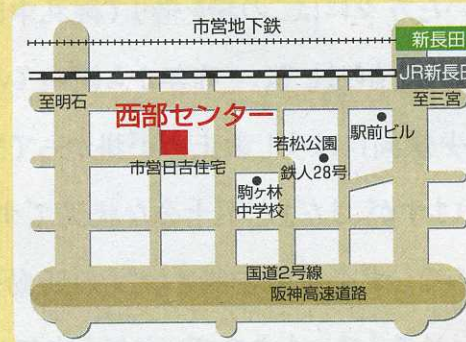 市営地下鉄
新長田
JR新長田
至明石
至三宮
西部センター
駅前ビル
若松公園
市営日吉住宅
鉄人28号
駒ヶ林
中学校
国道2号線
阪神高速道路